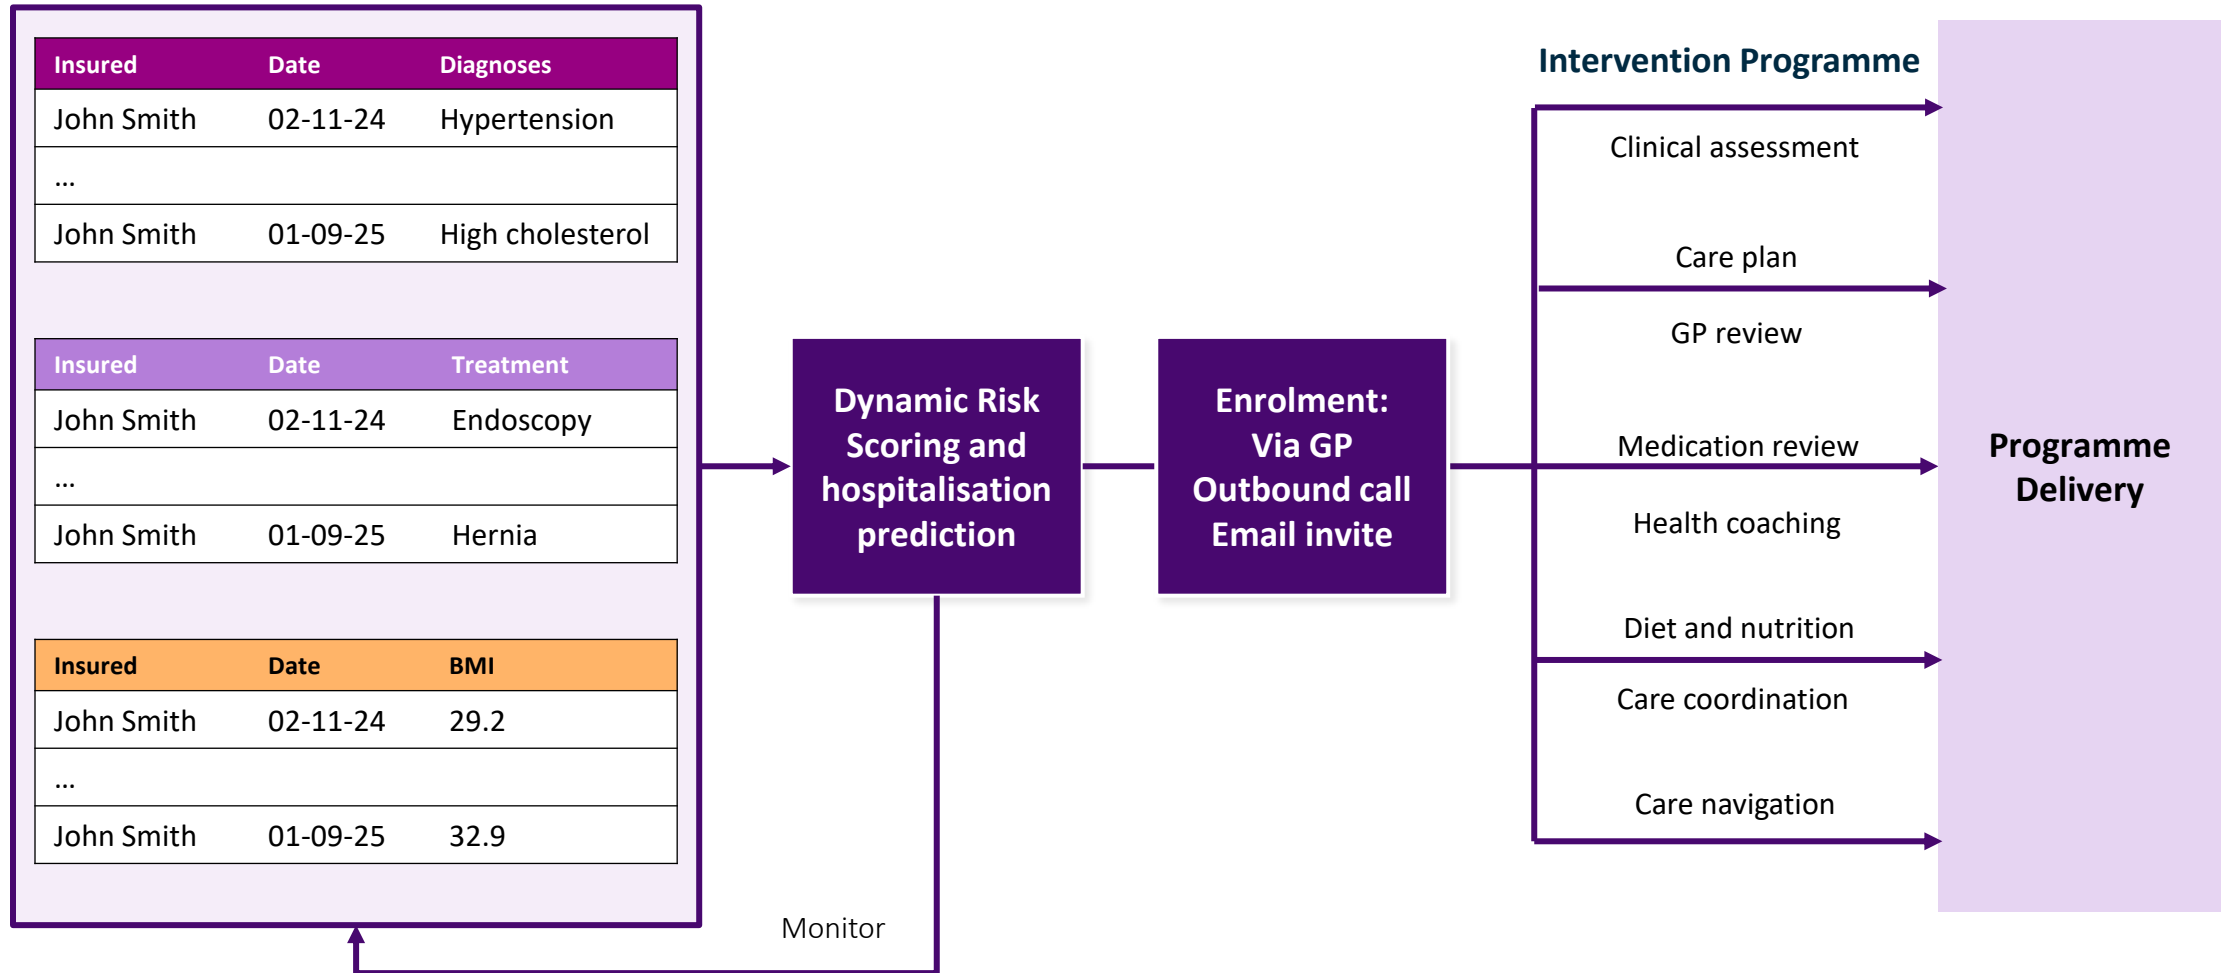 Insured Date Diagnoses
John Smith 02-11-24 Hypertension
...
John Smith 01-09-25 High cholesterol
Insured Date Treatment
John Smith 02-11-24 Endoscopy
...
John Smith 01-09-25 Hernia
Insured Date BMI
John Smith 02-11-24 29.2
...
John Smith 01-09-25 32.9
Monitor
Dynamic Risk
Scoring and
hospitalisation
prediction
Enrolment:
Via GP
Outbound call
Email invite
Intervention Programme
Clinical assessment
Care plan
GP review
Medication review
Health coaching
Diet and nutrition
Care coordination
Care navigation
Programme
Delivery